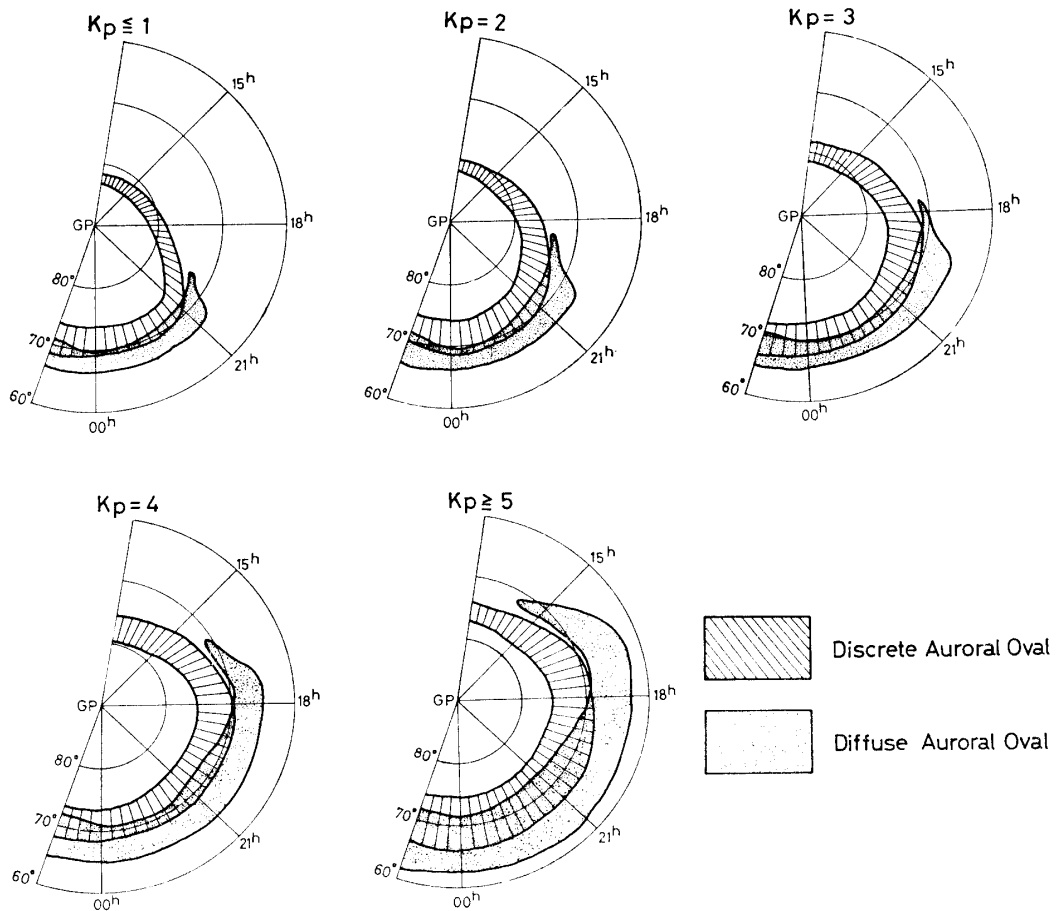 Kp ≦ 1
15h
GP
18h
80°
70°
21h
60°
00h
Kp = 2
15h
GP
18h
80°
70°
21h
60°
00h
Kp = 3
15h
GP
18h
80°
70°
21h
60°
00h
Kp = 4
15h
GP
18h
80°
70°
21h
60°
00h
Kp ≧ 5
15h
GP
18h
80°
70°
21h
60°
00h
Discrete Auroral Oval
Diffuse Auroral Oval